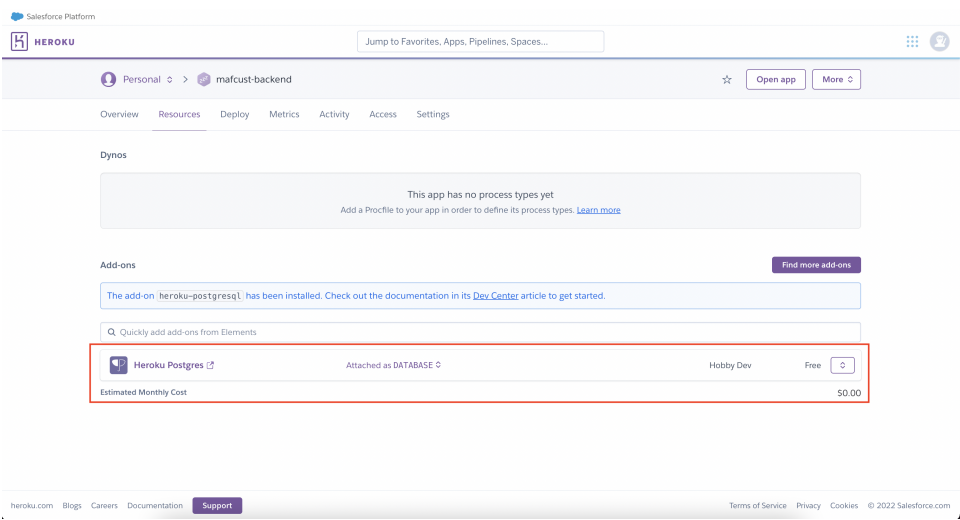 Salesforce Platform
HEROKU
Jump to Favorites, Apps, Pipelines, Spaces...
Personal > mafcust-backend
Open app
More
Overview Resources Deploy Metrics Activity Access Settings
Dynos
This app has no process types yet
Add a Procfile to your app in order to define its process types. Learn more
Add-ons
Find more add-ons
The add-on heroku-postgresql has been installed. Check out the documentation in its Dev Center article to get started.
Quickly add add-ons from Elements
Heroku Postgres Attached as DATABASE Hobby Dev Free
Estimated Monthly Cost $0.00
heroku.com Blogs Careers Documentation Support Terms of Service Privacy Cookies © 2022 Salesforce.com